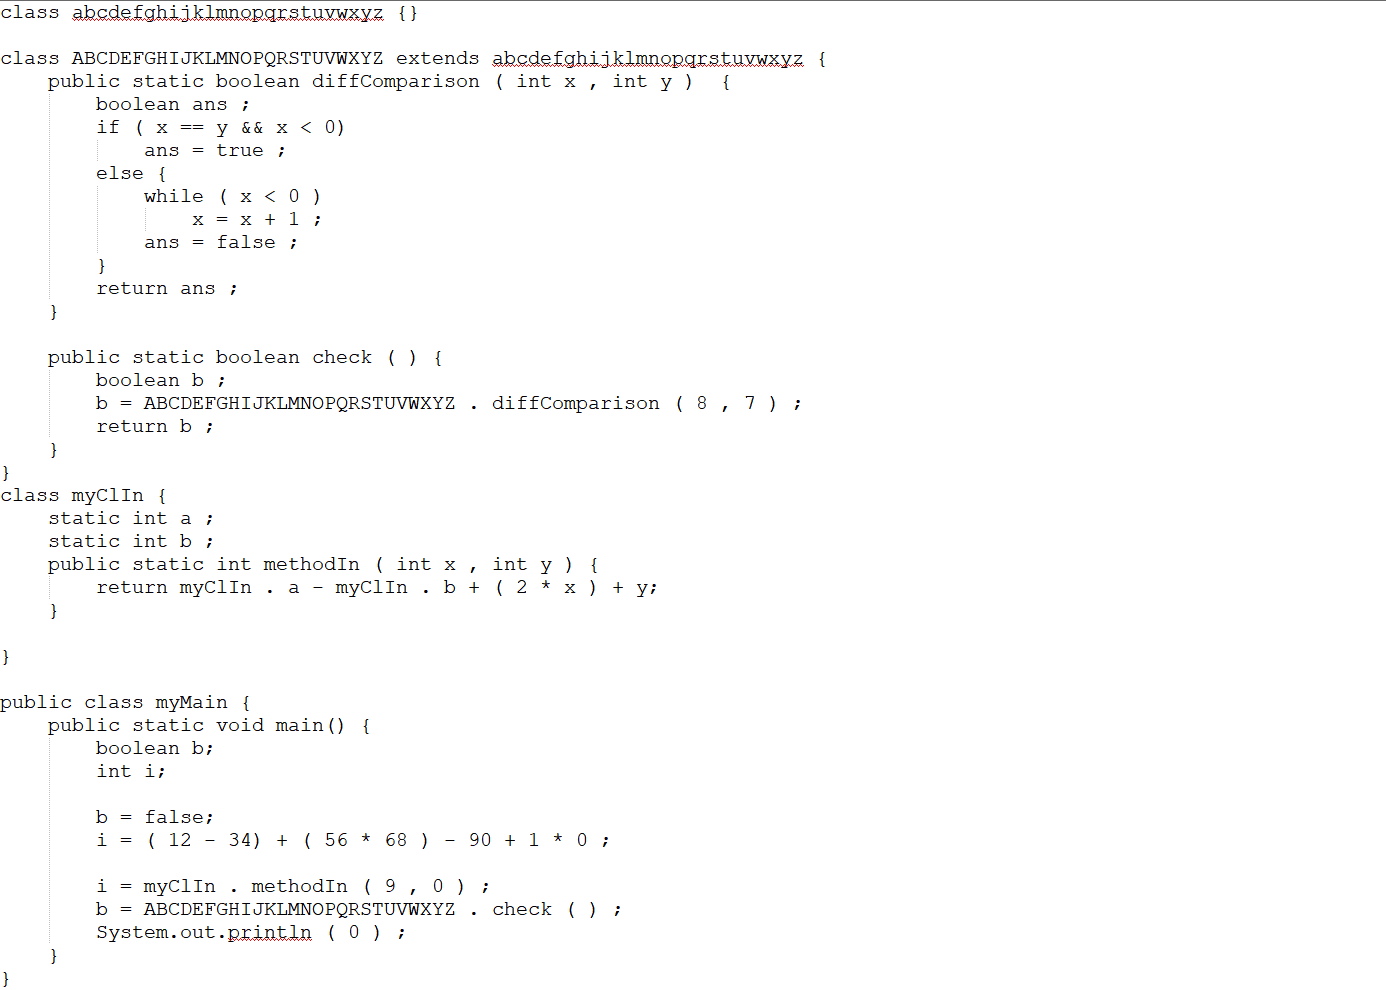 class abcdefghijklmnopqrstuvwxyz {}
class ABCDEFGHIJKLMNOPQRSTUVWXYZ extends abcdefghijklmnopqrstuvwxyz {
public static boolean diffComparison ( int x , int y )  {
boolean ans ;
if ( x == y && x < 0)
ans = true ;
else {
while ( x < 0 )
x = x + 1 ;
ans = false ;
}
return ans ;
}
public static boolean check ( ) {
boolean b ;
b = ABCDEFGHIJKLMNOPQRSTUVWXYZ . diffComparison ( 8 , 7 ) ;
return b ;
}
}
class myClIn {
static int a ;
static int b ;
public static int methodIn ( int x , int y ) {
return myClIn . a - myClIn . b + ( 2 * x ) + y;
}
}
public class myMain {
public static void main() {
boolean b;
int i;
b = false;
i = ( 12 - 34) + ( 56 * 68 ) - 90 + 1 * 0 ;
i = myClIn . methodIn ( 9 , 0 ) ;
b = ABCDEFGHIJKLMNOPQRSTUVWXYZ . check ( ) ;
System.out.println ( 0 ) ;
}
}